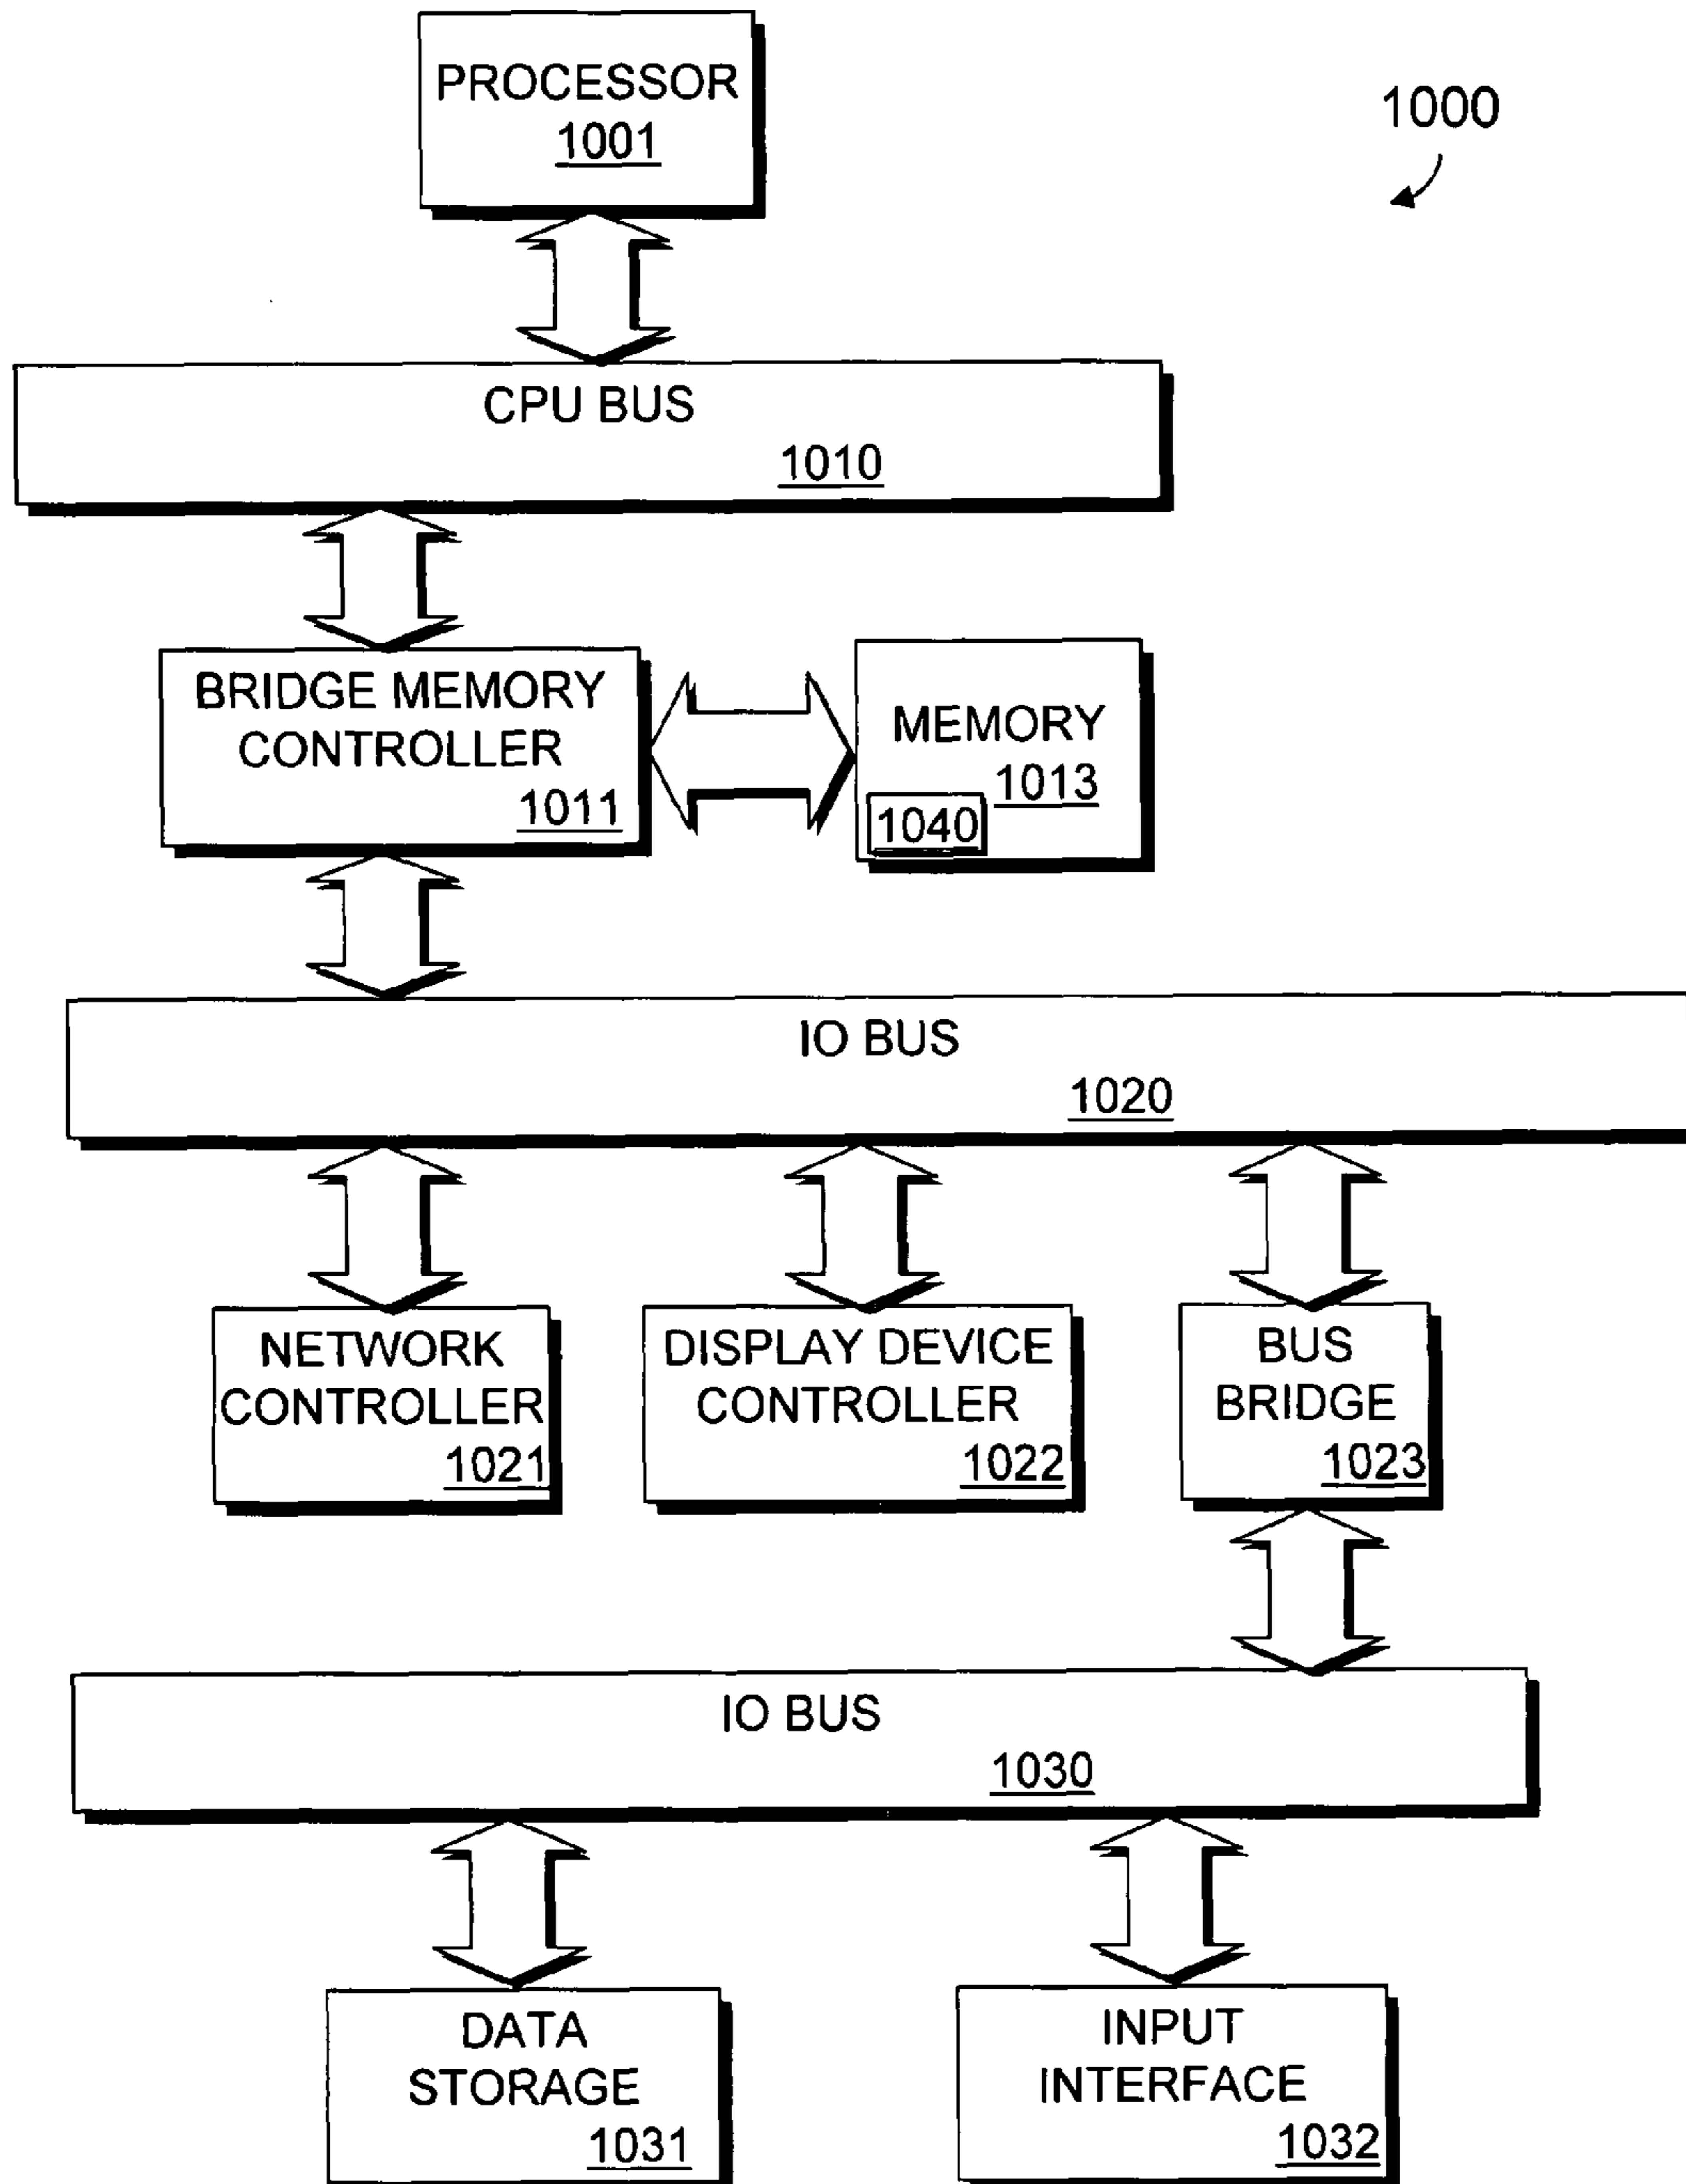 PROCESSOR
1001
1000
CPU BUS
1010
BRIDGE MEMORY
CONTROLLER
1011
MEMORY
1013
1040
IO BUS
1020
NETWORK
CONTROLLER
1021
DISPLAY DEVICE
CONTROLLER
1022
BUS
BRIDGE
1023
IO BUS
1030
DATA
STORAGE
1031
INPUT
INTERFACE
1032